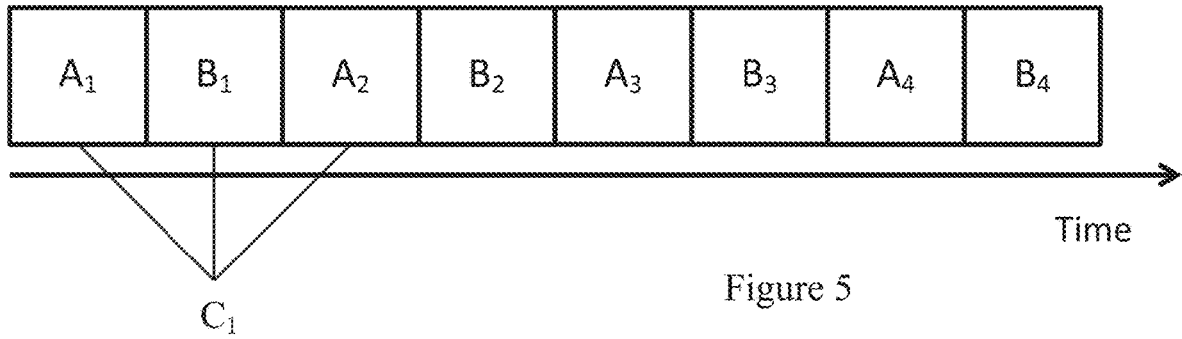 A₁ B₁ A₂ B₂ A₃ B₃ A₄ B₄
Time
Figure 5
C₁